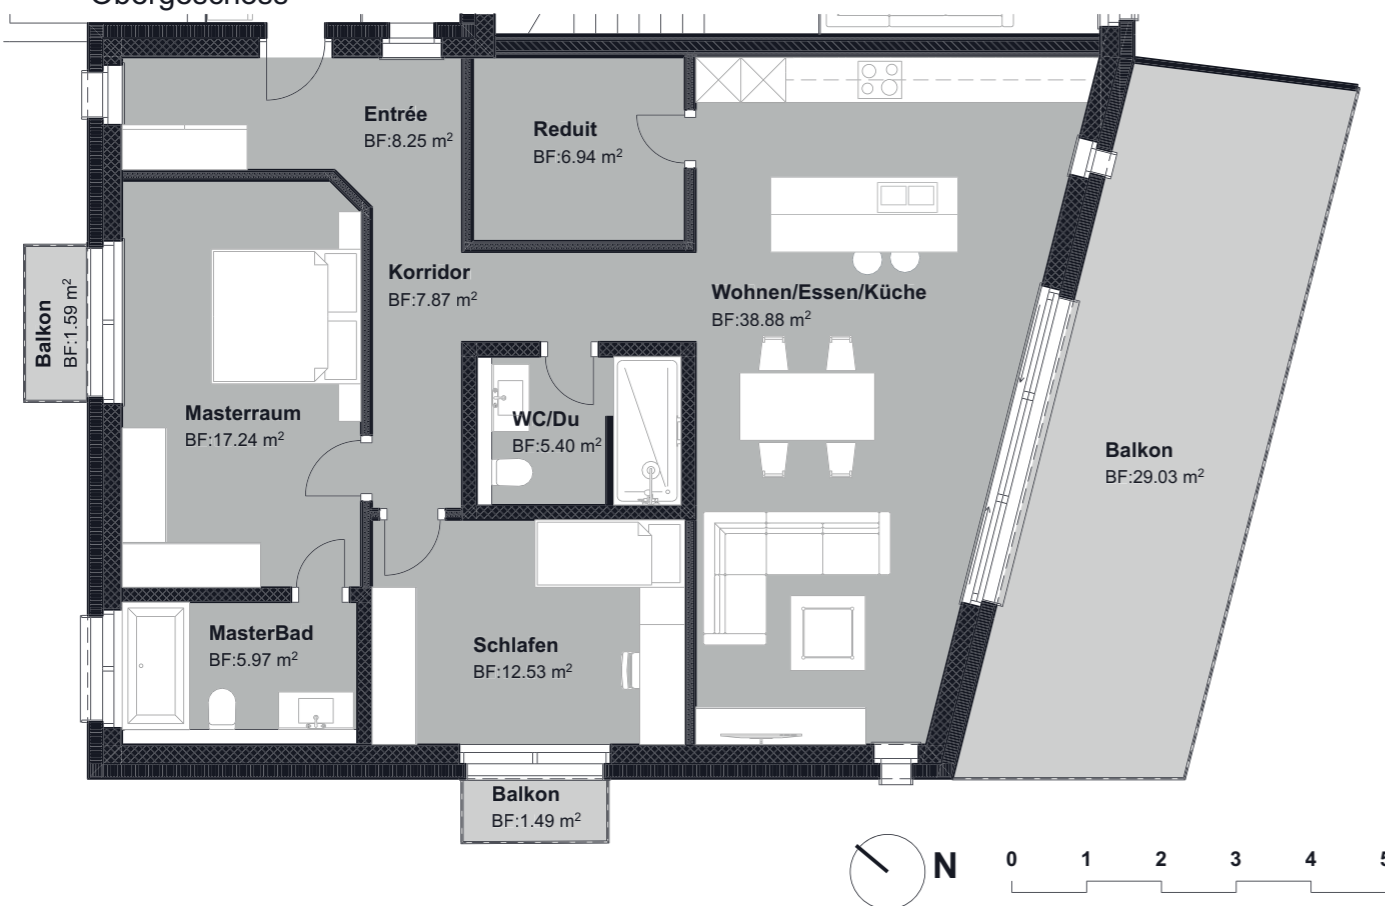 Obergeschoss
Entrée
BF:8.25 m²
Reduit
BF:6.94 m²
Korridor
BF:7.87 m²
Wohnen/Essen/Küche
BF:38.88 m²
Balkon
BF:1.59 m²
Masterraum
BF:17.24 m²
WC/Du
BF:5.40 m²
Balkon
BF:29.03 m²
MasterBad
BF:5.97 m²
Schlafen
BF:12.53 m²
Balkon
BF:1.49 m²
N
0 1 2 3 4 5